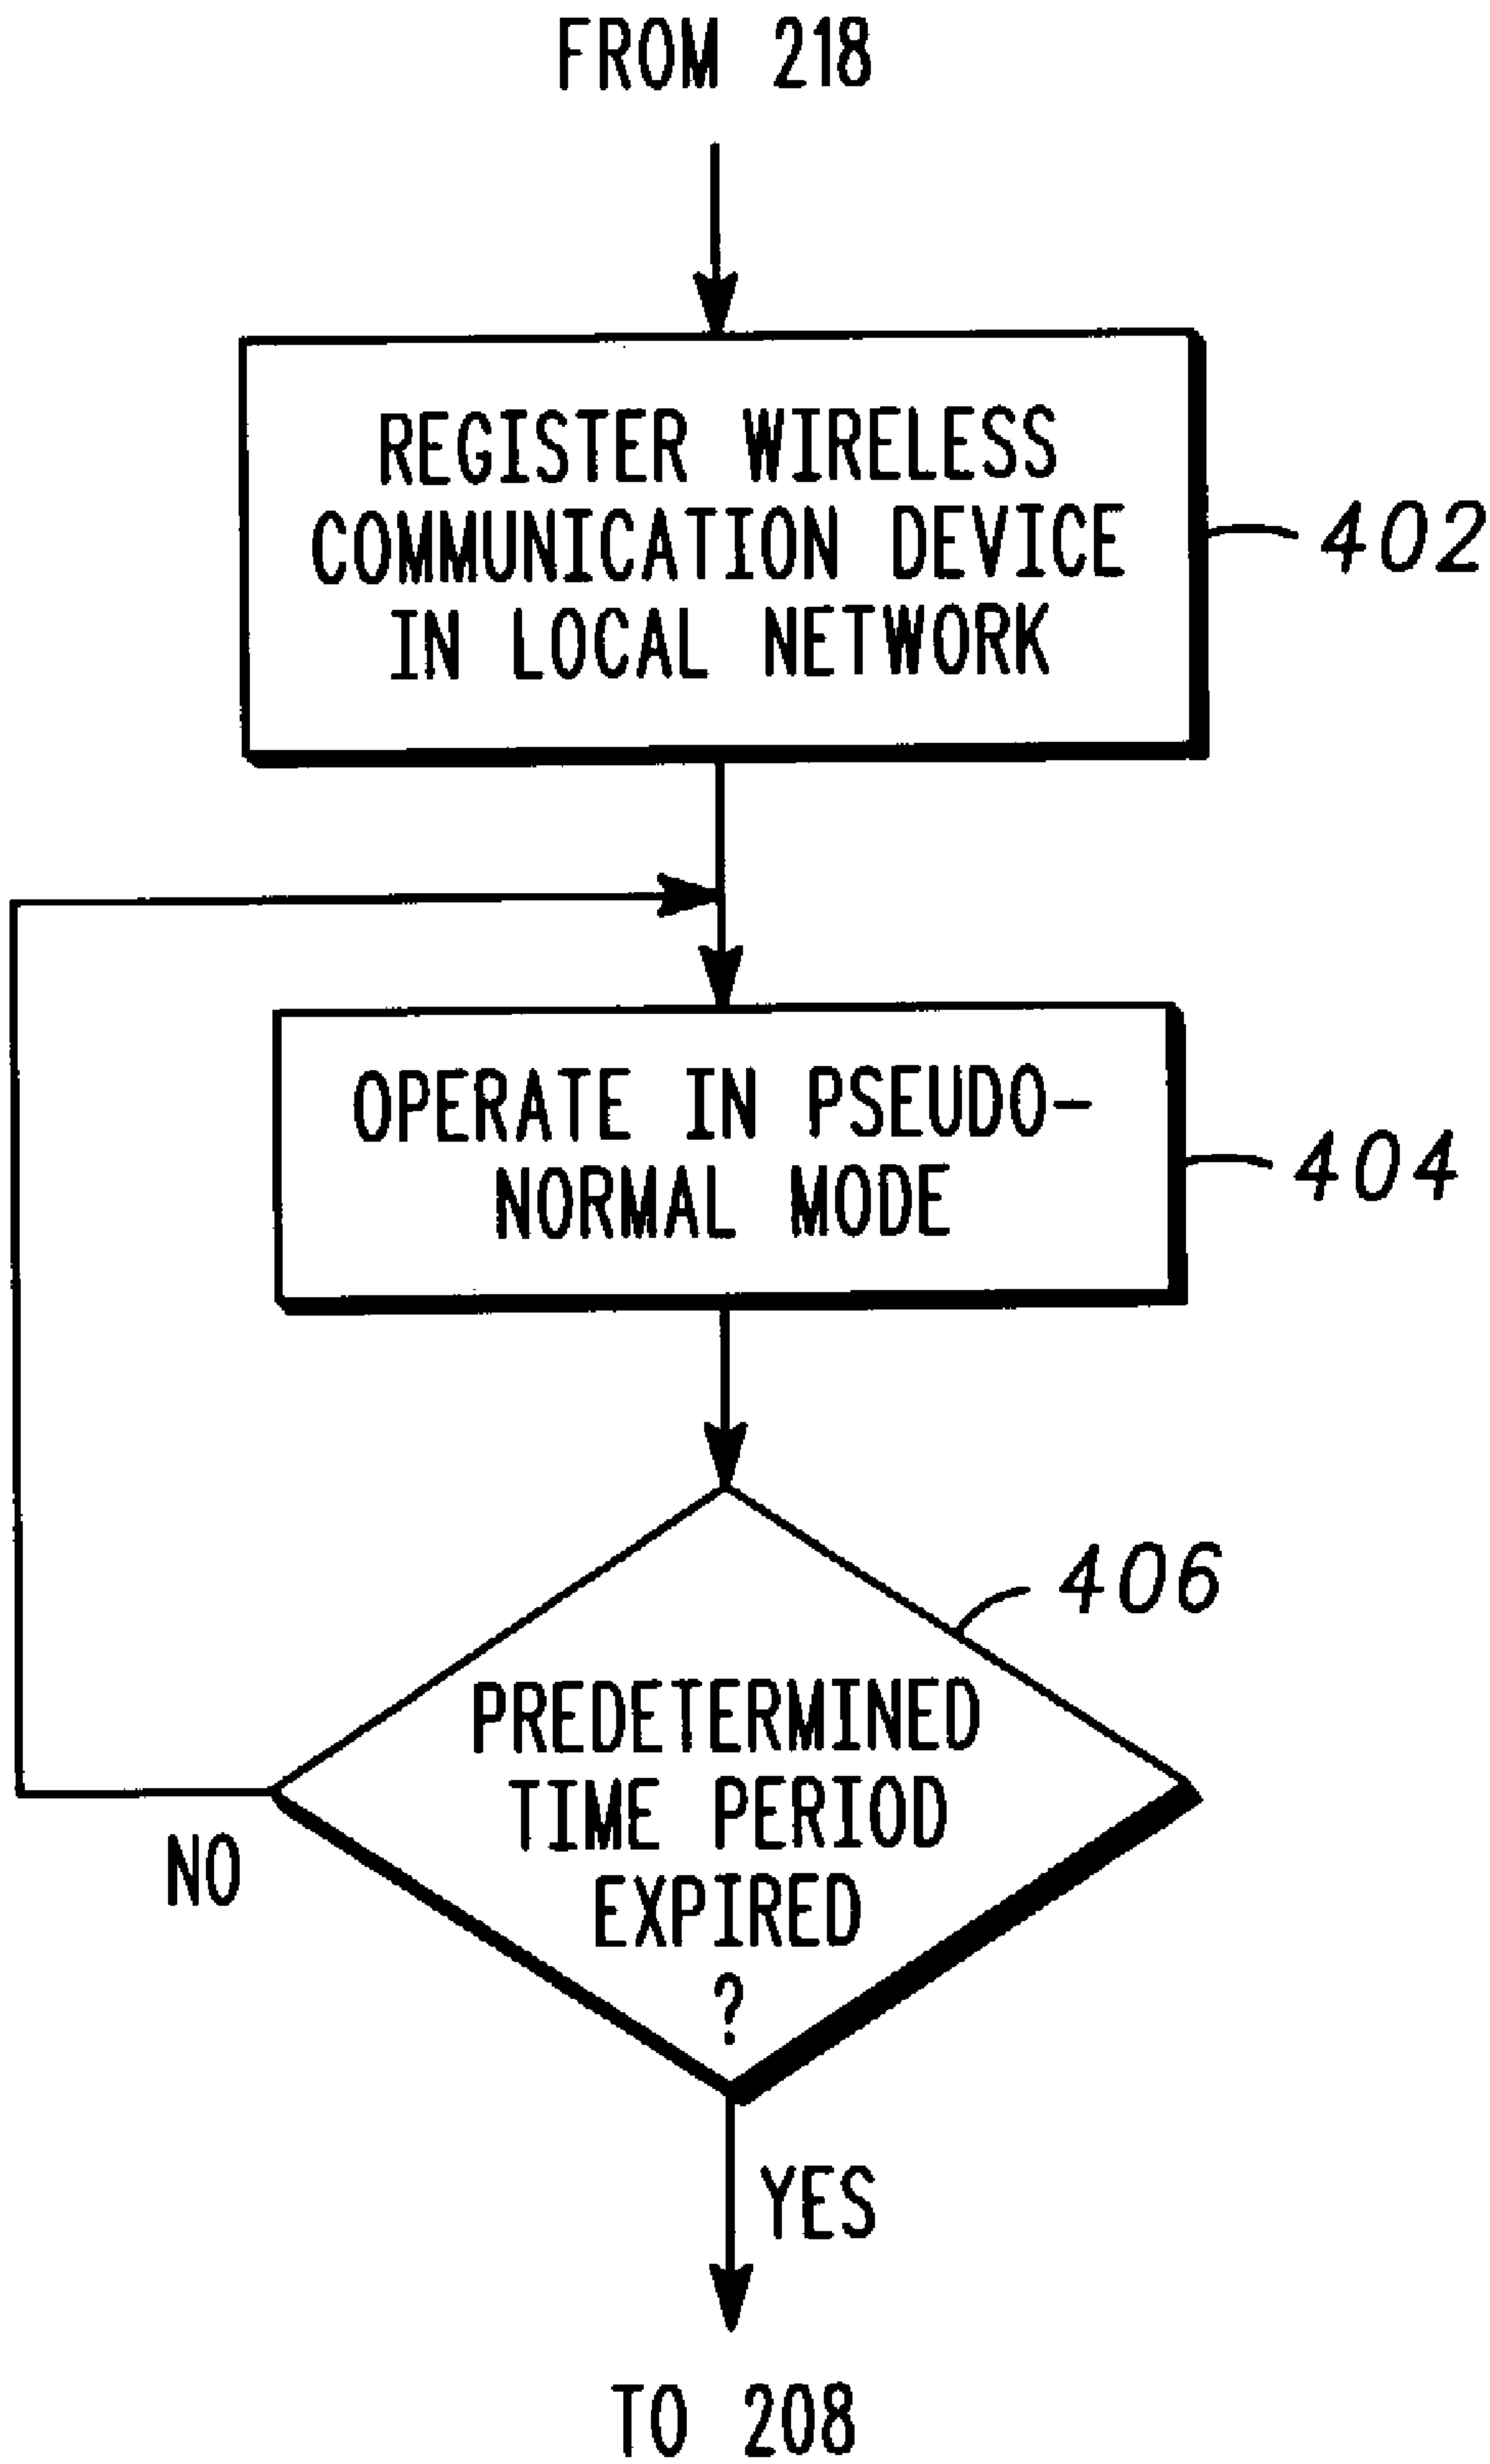 FROM 218
REGISTER WIRELESS
COMMUNICATION DEVICE
IN LOCAL NETWORK
402
OPERATE IN PSEUDO-
NORMAL MODE
404
406
PREDETERMINED
TIME PERIOD
EXPIRED
?
NO
YES
TO 208